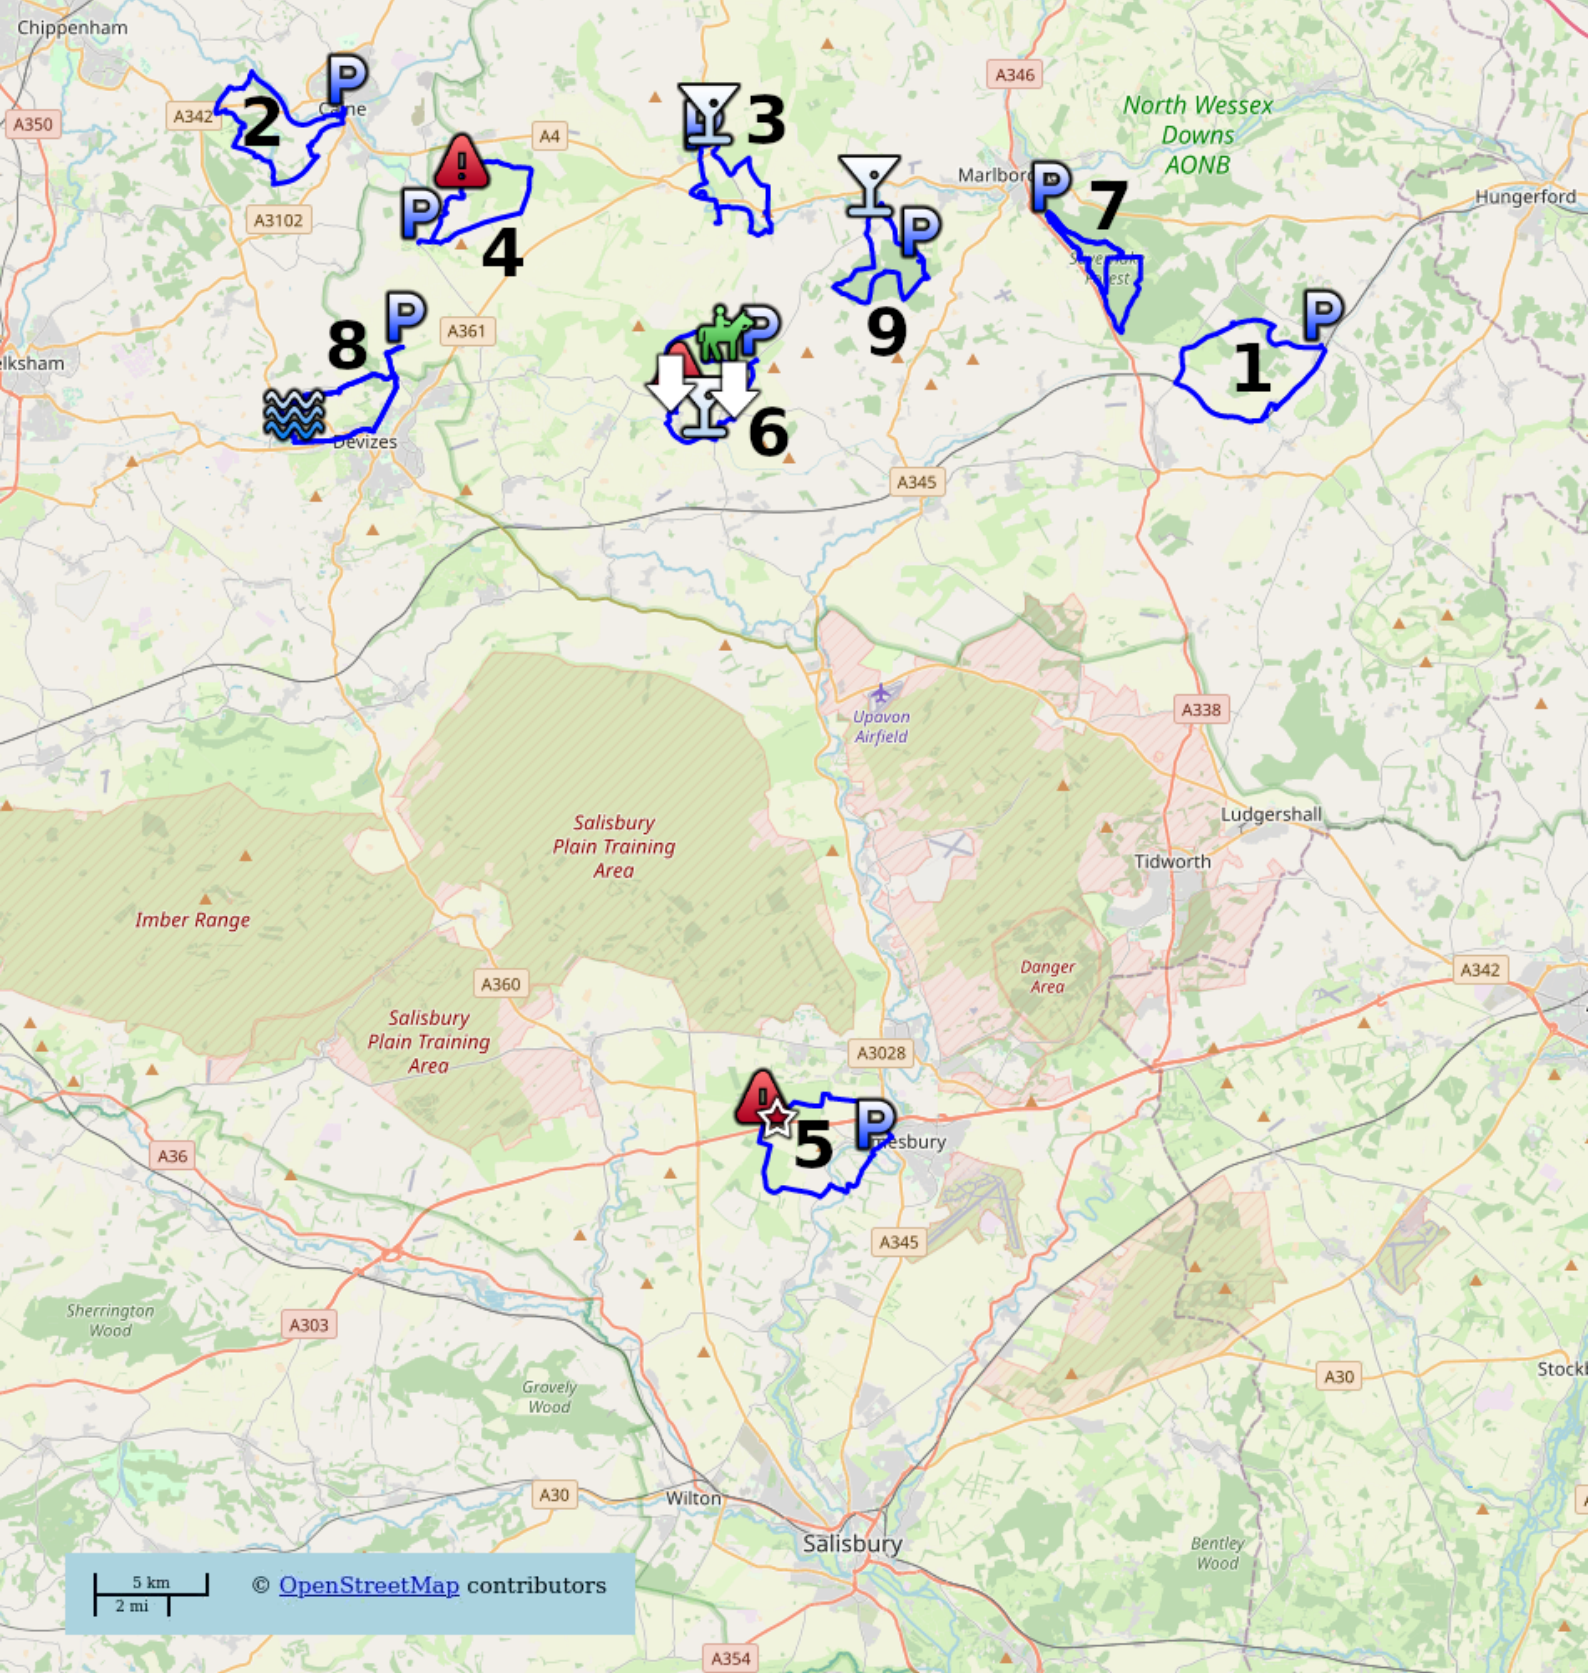 Chippenham
A350
A342
2
P
Calne
A4
3
A346
North Wessex
Downs
AONB
Hungerford
P
4
A3102
P
P
7
9
8
P
A361
P
6
P
1
Devizes
A345
Upavon
Airfield
A338
Ludgershall
Tidworth
Salisbury
Plain Training
Area
Imber Range
Danger
Area
A342
A360
Salisbury
Plain Training
Area
A3028
5
P
A36
A345
Sherrington
Wood
A303
Grovely
Wood
A30
A30
Wilton
Salisbury
Bentley
Wood
5 km
2 mi
© OpenStreetMap contributors
A354